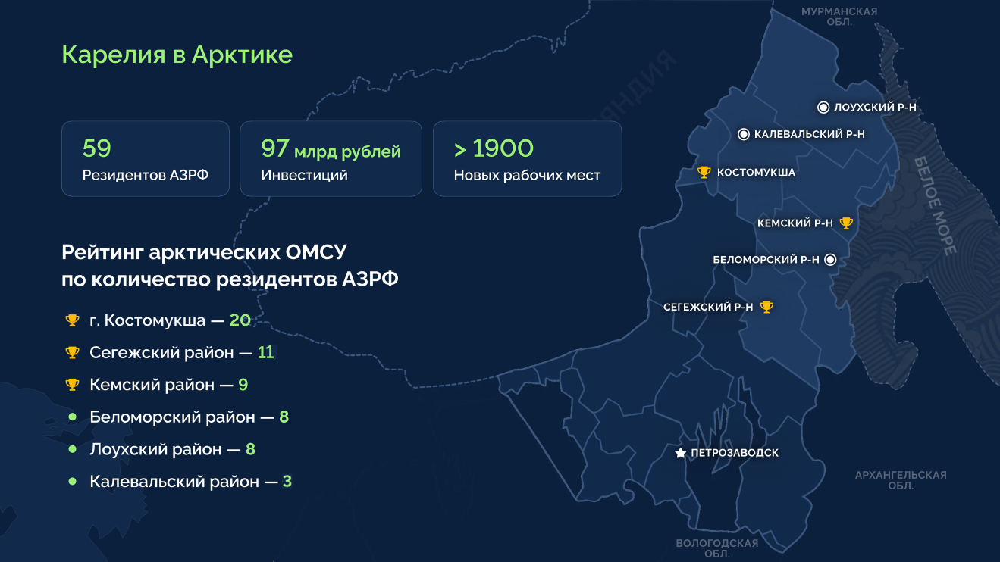 Карелия в Арктике
59
Резидентов АЗРФ
97 млрд рублей
Инвестиций
> 1900
Новых рабочих мест
Рейтинг арктических ОМСУ
по количество резидентов АЗРФ
г. Костомукша — 20
Сегежский район — 11
Кемский район — 9
Беломорский район — 8
Лоухский район — 8
Калевальский район — 3
МУРМАНСКАЯ
ОБЛ.
ЛОУХСКИЙ Р-Н
КАЛЕВАЛЬСКИЙ Р-Н
КОСТОМУКША
БЕЛОЕ МОРЕ
КЕМСКИЙ Р-Н
БЕЛОМОРСКИЙ Р-Н
СЕГЕЖСКИЙ Р-Н
ПЕТРОЗАВОДСК
АРХАНГЕЛЬСКАЯ
ОБЛ.
ВОЛОГОДСКАЯ
ОБЛ.